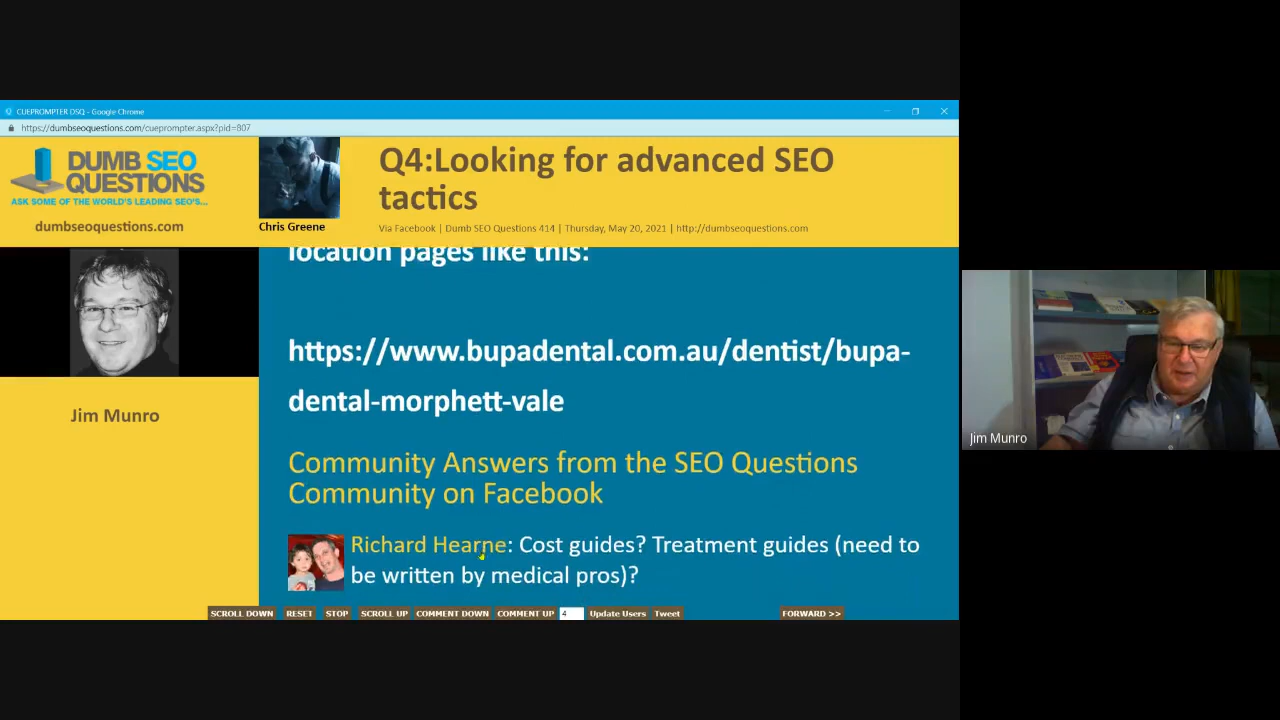 CUEPROMPTER DSQ - Google Chrome
https://dumbseoquestions.com/cueprompter.aspx?pid=807
DUMB SEO
QUESTIONS
ASK SOME OF THE WORLD'S LEADING SEO'S...
dumbseoquestions.com
Chris Greene
Q4:Looking for advanced SEO
tactics
Via Facebook | Dumb SEO Questions 414 | Thursday, May 20, 2021 | http://dumbseoquestions.com
location pages like this:
https://www.bupadental.com.au/dentist/bupa-
dental-morphett-vale
Jim Munro
Community Answers from the SEO Questions
Community on Facebook
Richard Hearne: Cost guides? Treatment guides (need to
be written by medical pros)?
SCROLL DOWN RESET STOP SCROLL UP COMMENT DOWN COMMENT UP 4 Update Users Tweet FORWARD >>
Jim Munro